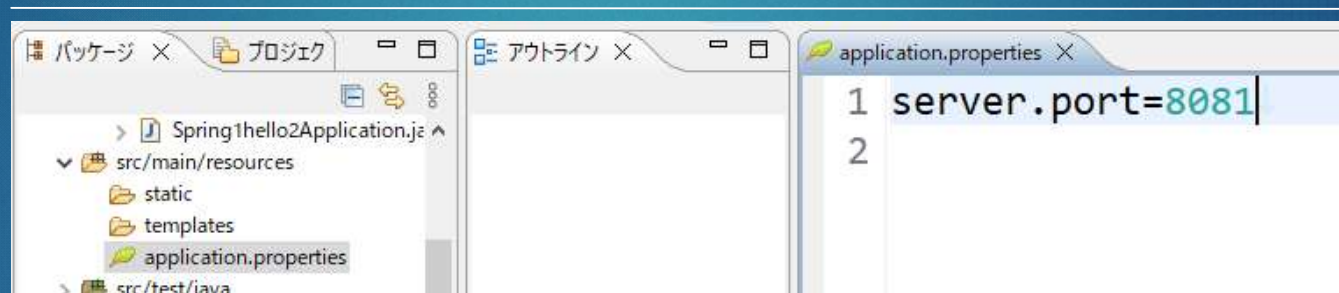 パッケージ
プロジェク
Spring1hello2Application.ja
src/main/resources
static
templates
application.properties
src/test/java
アウトライン
application.properties
1 server.port=8081
2